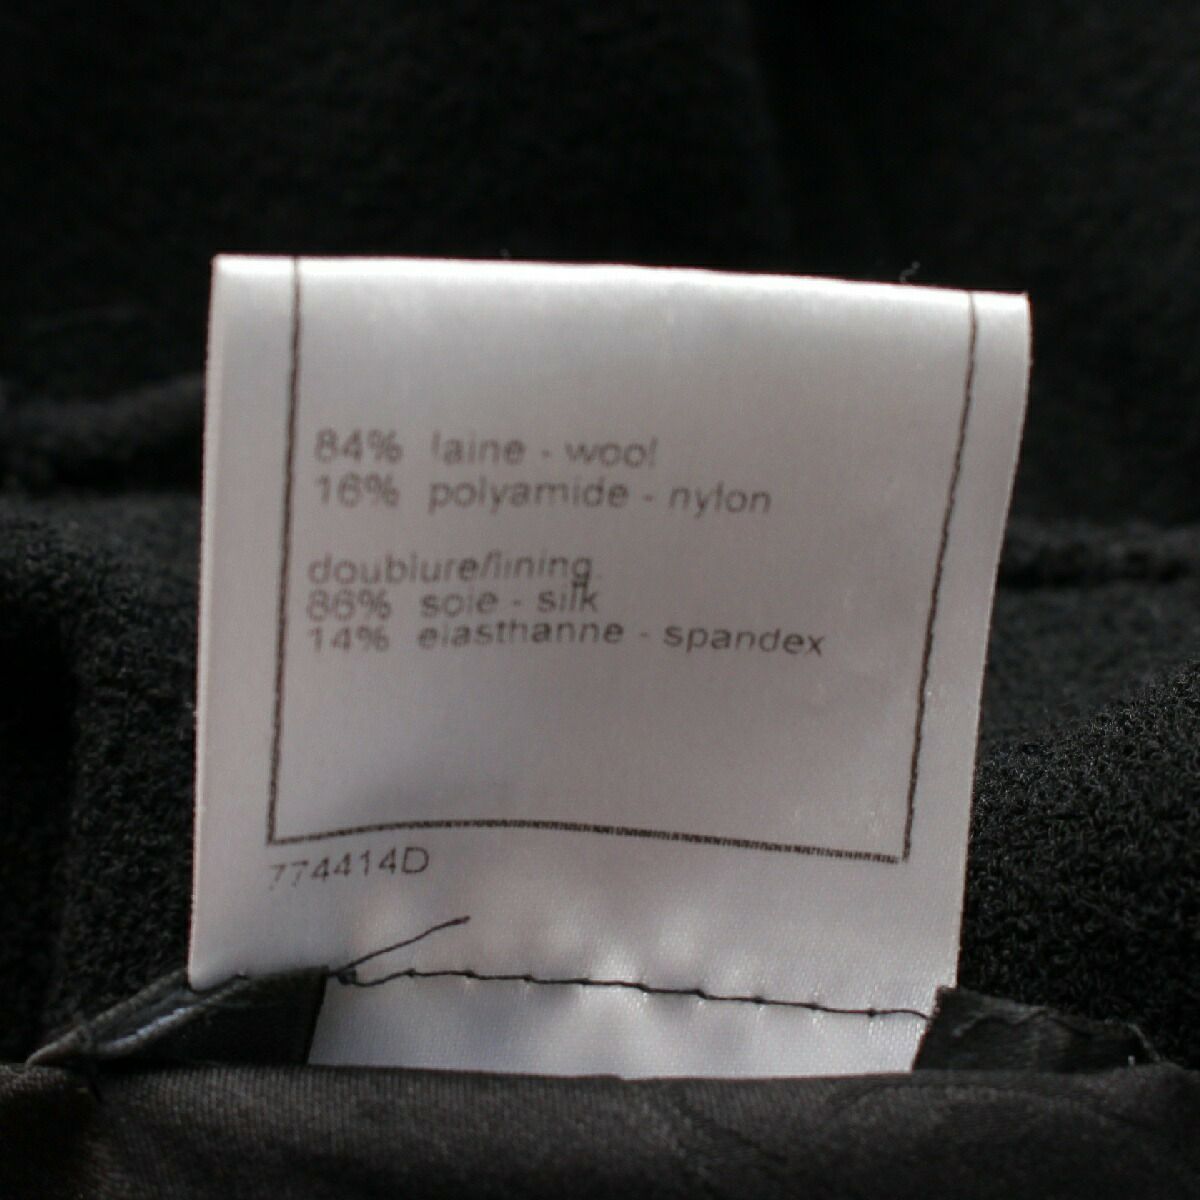 84% laine - wool
16% polyamide - nylon
doublure/lining
86% soie - silk
14% elasthanne - spandex
774414D